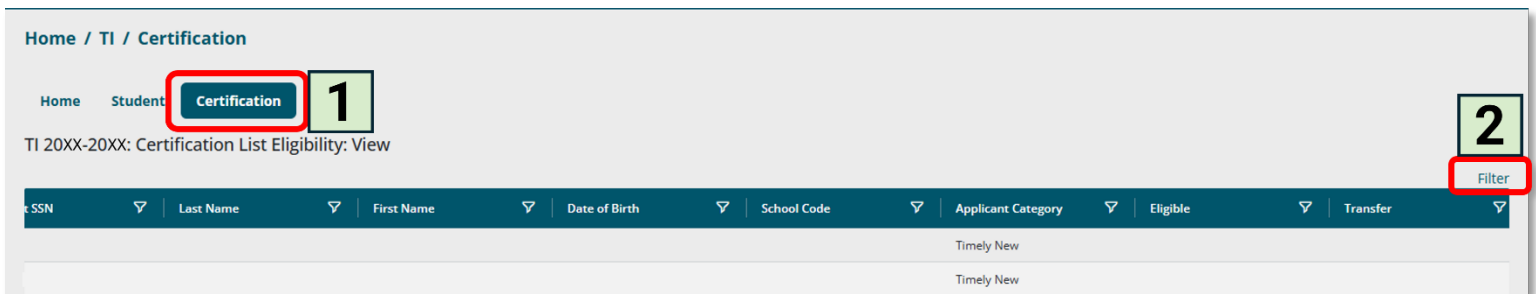 Home / TI / Certification
Home Student Certification 1
TI 20XX-20XX: Certification List Eligibility: View
2
Filter
t SSN Last Name First Name Date of Birth School Code Applicant Category Eligible Transfer
Timely New
Timely New